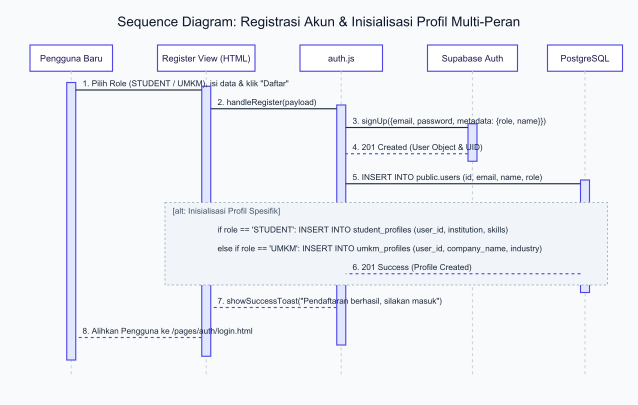 Sequence Diagram: Registrasi Akun & Inisialisasi Profil Multi-Peran
Pengguna Baru
Register View (HTML)
auth.js
Supabase Auth
PostgreSQL
1. Pilih Role (STUDENT / UMKM), isi data & klik "Daftar"
2. handleRegister(payload)
3. signUp({email, password, metadata: {role, name}})
4. 201 Created (User Object & UID)
5. INSERT INTO public.users (id, email, name, role)
[alt: Inisialisasi Profil Spesifik]
if role == 'STUDENT': INSERT INTO student_profiles (user_id, institution, skills)
else if role == 'UMKM': INSERT INTO umkm_profiles (user_id, company_name, industry)
6. 201 Success (Profile Created)
7. showSuccessToast("Pendaftaran berhasil, silakan masuk")
8. Alihkan Pengguna ke /pages/auth/login.html